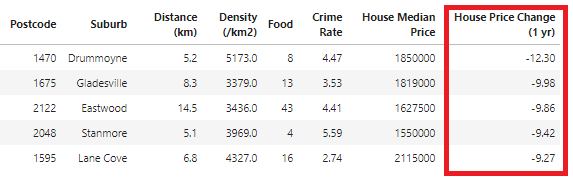 Postcode Suburb Distance (km) Density (/km2) Food Crime Rate House Median Price House Price Change (1 yr)
1470 Drummoyne 5.2 5173.0 8 4.47 1850000 -12.30
1675 Gladesville 8.3 3379.0 13 3.53 1819000 -9.98
2122 Eastwood 14.5 3436.0 43 4.41 1627500 -9.86
2048 Stanmore 5.1 3969.0 4 5.59 1550000 -9.42
1595 Lane Cove 6.8 4327.0 16 2.74 2115000 -9.27